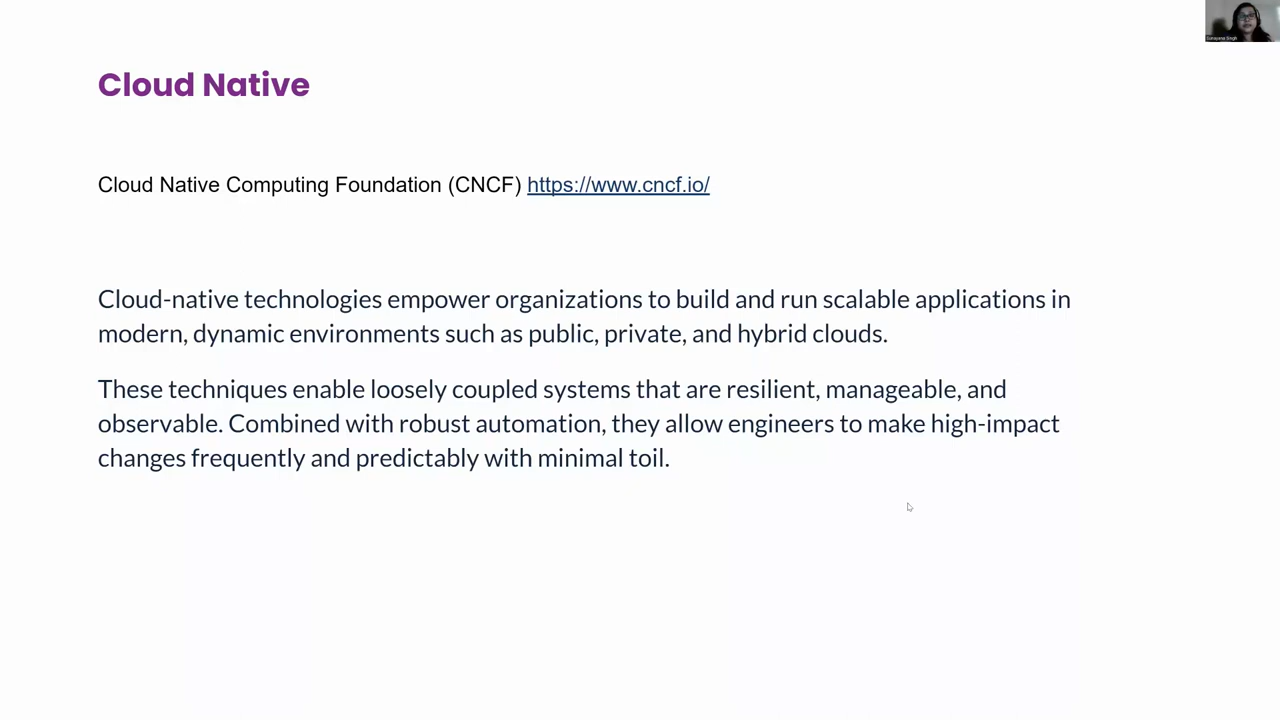 Cloud Native
Cloud Native Computing Foundation (CNCF) https://www.cncf.io/
Cloud-native technologies empower organizations to build and run scalable applications in
modern, dynamic environments such as public, private, and hybrid clouds.
These techniques enable loosely coupled systems that are resilient, manageable, and
observable. Combined with robust automation, they allow engineers to make high-impact
changes frequently and predictably with minimal toil.